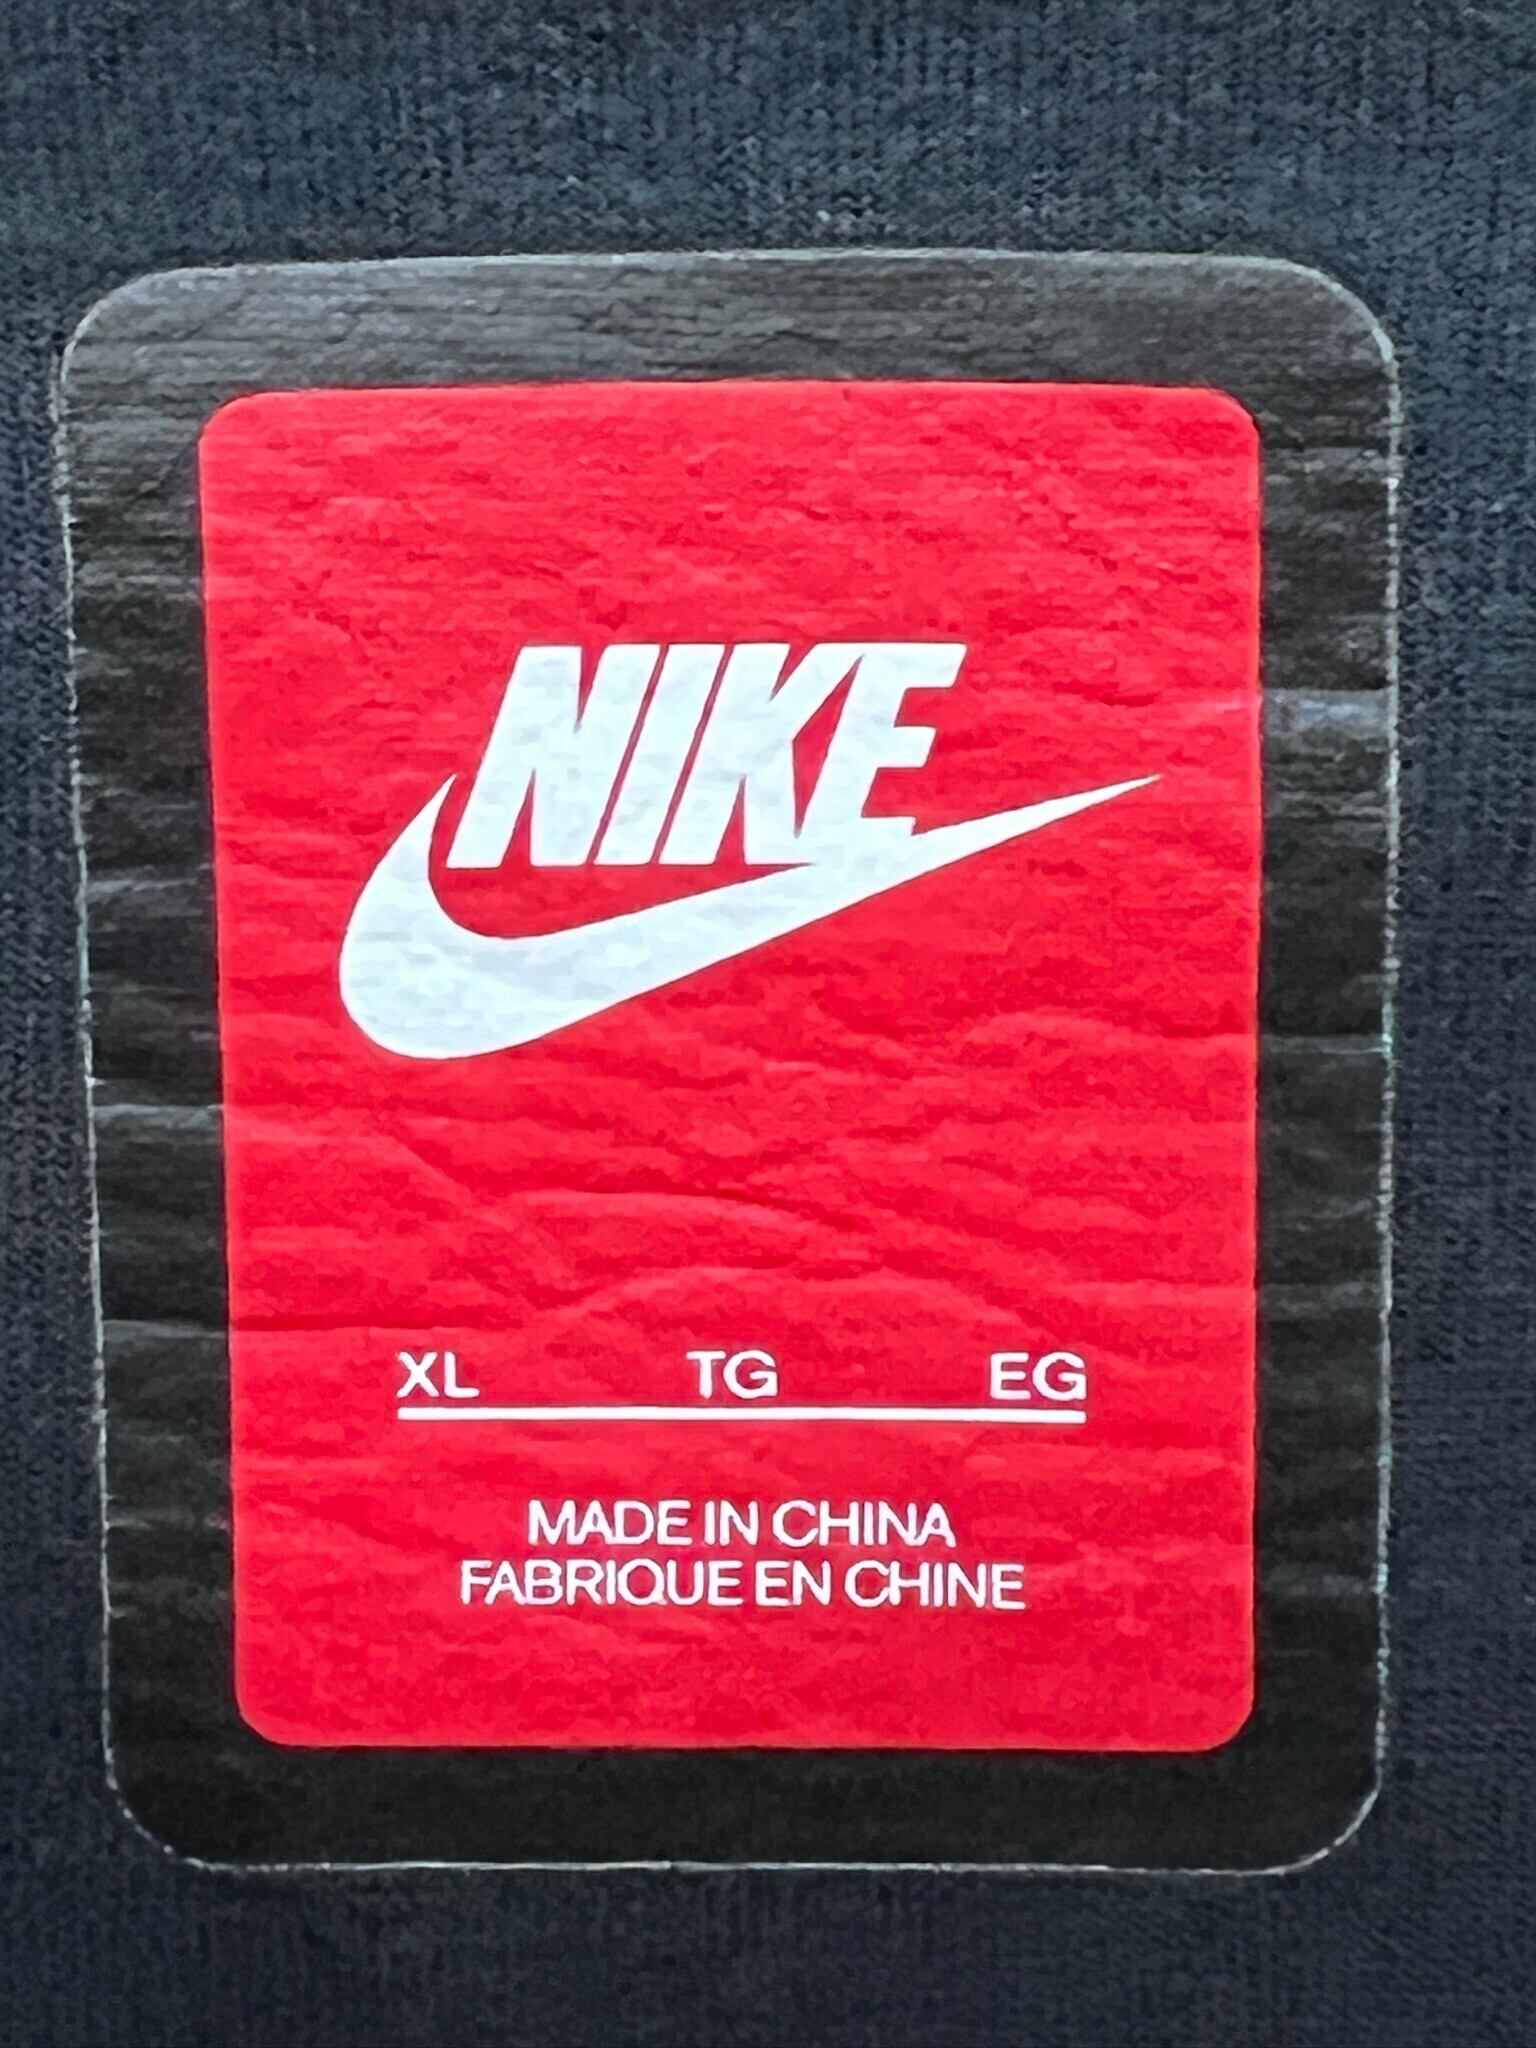 NIKE
XL TG EG
MADE IN CHINA
FABRIQUE EN CHINE